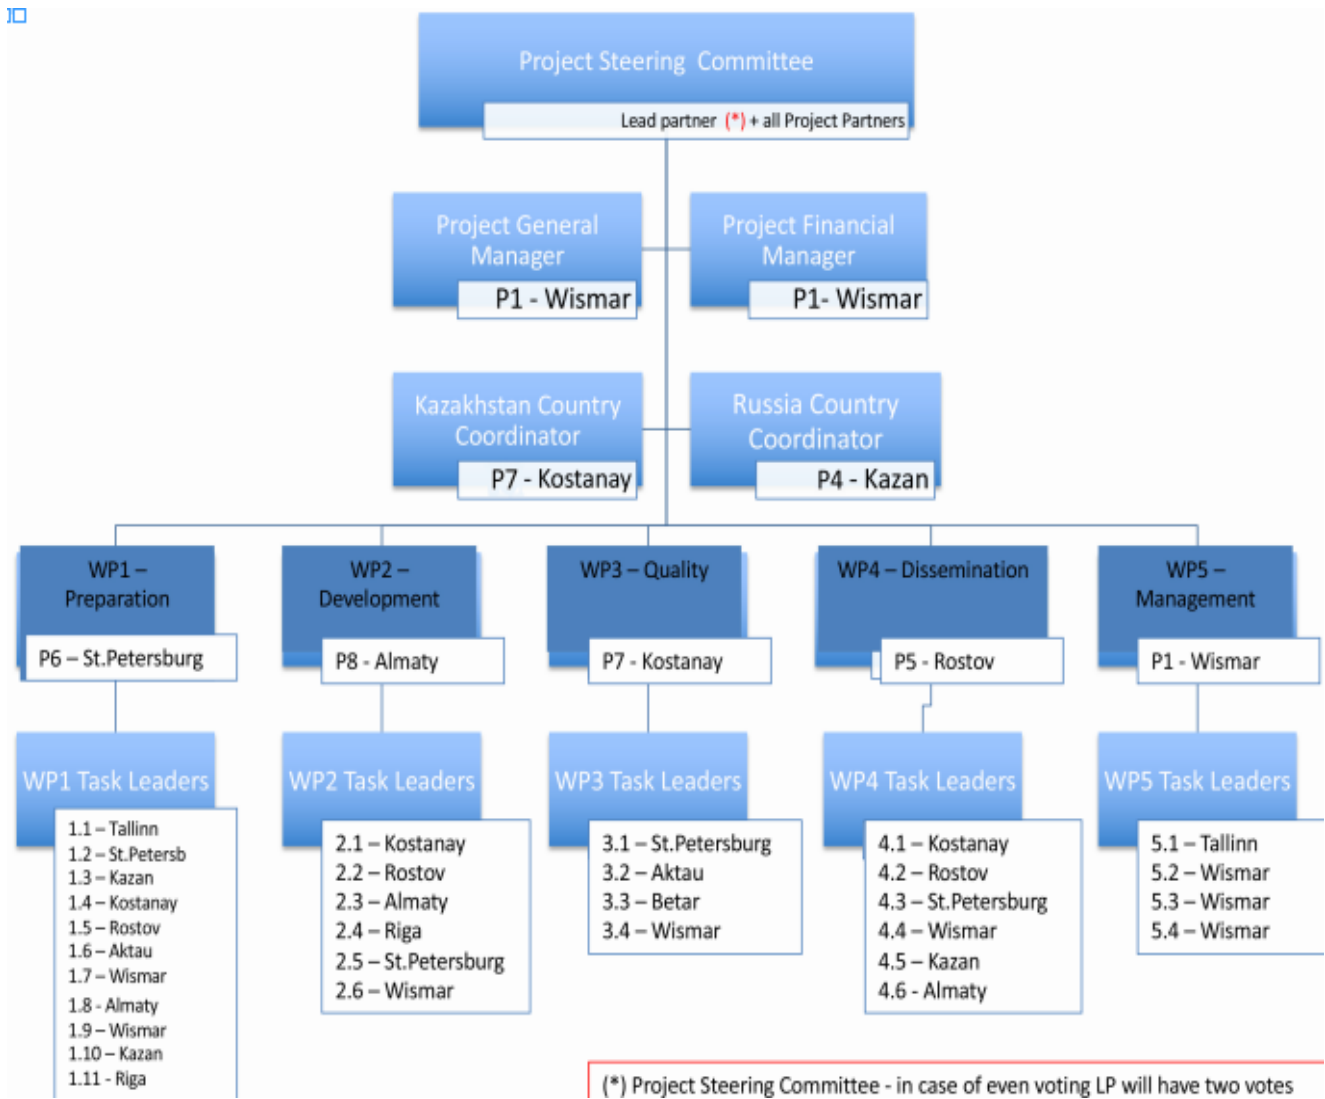 Project Steering Committee
Lead partner (*) + all Project Partners
Project General
Manager
P1 - Wismar
Project Financial
Manager
P1- Wismar
Kazakhstan Country
Coordinator
P7 - Kostanay
Russia Country
Coordinator
P4 - Kazan
WP1 –
Preparation
P6 – St.Petersburg
WP2 –
Development
P8 - Almaty
WP3 – Quality
P7 - Kostanay
WP4 – Dissemination
P5 - Rostov
WP5 –
Management
P1 - Wismar
WP1 Task Leaders
1.1 – Tallinn
1.2 – St.Petersb
1.3 – Kazan
1.4 – Kostanay
1.5 – Rostov
1.6 – Aktau
1.7 – Wismar
1.8 - Almaty
1.9 – Wismar
1.10 – Kazan
1.11 - Riga
WP2 Task Leaders
2.1 – Kostanay
2.2 – Rostov
2.3 – Almaty
2.4 – Riga
2.5 – St.Petersburg
2.6 – Wismar
WP3 Task Leaders
3.1 – St.Petersburg
3.2 – Aktau
3.3 – Betar
3.4 – Wismar
WP4 Task Leaders
4.1 – Kostanay
4.2 – Rostov
4.3 – St.Petersburg
4.4 – Wismar
4.5 – Kazan
4.6 - Almaty
WP5 Task Leaders
5.1 – Tallinn
5.2 – Wismar
5.3 – Wismar
5.4 – Wismar
(*) Project Steering Committee - in case of even voting LP will have two votes